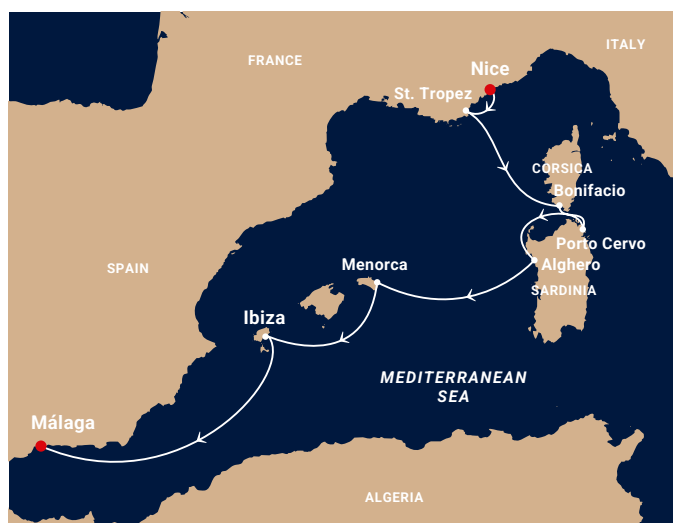 ITALY
FRANCE
Nice
St. Tropez
CORSICA
Bonifacio
Porto Cervo
Alghero
SARDINIA
SPAIN
Menorca
Ibiza
MEDITERRANEAN
SEA
Málaga
ALGERIA